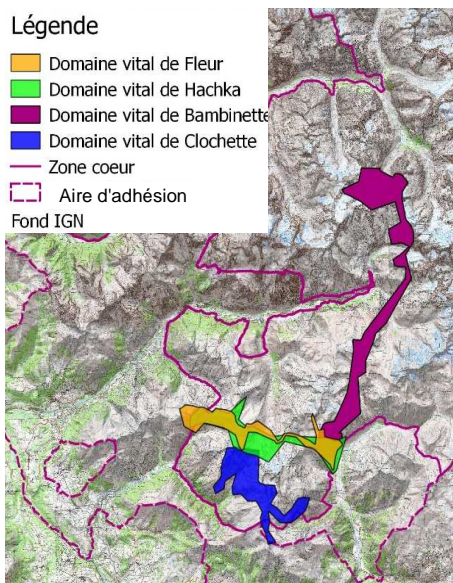 Légende
Domaine vital de Fleur
Domaine vital de Hachka
Domaine vital de Bambinette
Domaine vital de Clochette
Zone coeur
Aire d'adhésion
Fond IGN